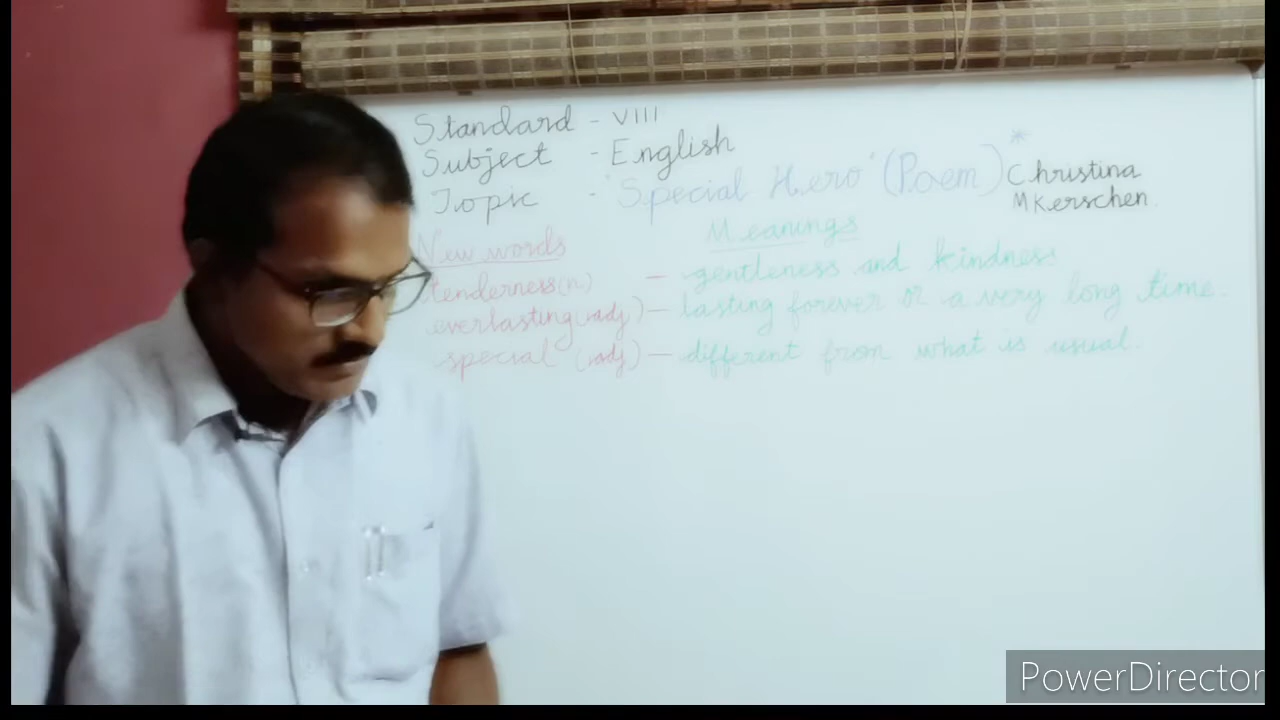 Standard - VIII
Subject - English
Topic - "Special Hero" (Poem) *Christina
M Kerschen.
New words Meanings
tenderness(n) - gentleness and kindness
everlasting(adj) - lasting forever or a very long time.
special (adj) - different from what is usual.
PowerDirector